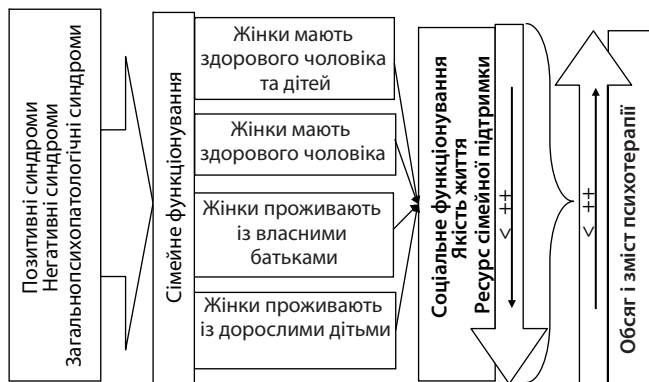 Позитивні синдроми
Негативні синдроми
Загальнопсихопатологічні синдроми
Сімейне функціонування
Жінки мають
здорового чоловіка
та дітей
Жінки мають
здорового чоловіка
Жінки проживають
із власними
батьками
Жінки проживають
із дорослими дітьми
Соціальне функціонування
Якість життя
Ресурс сімейної підтримки
< ++
< ++
Обсяг і зміст психотерапії